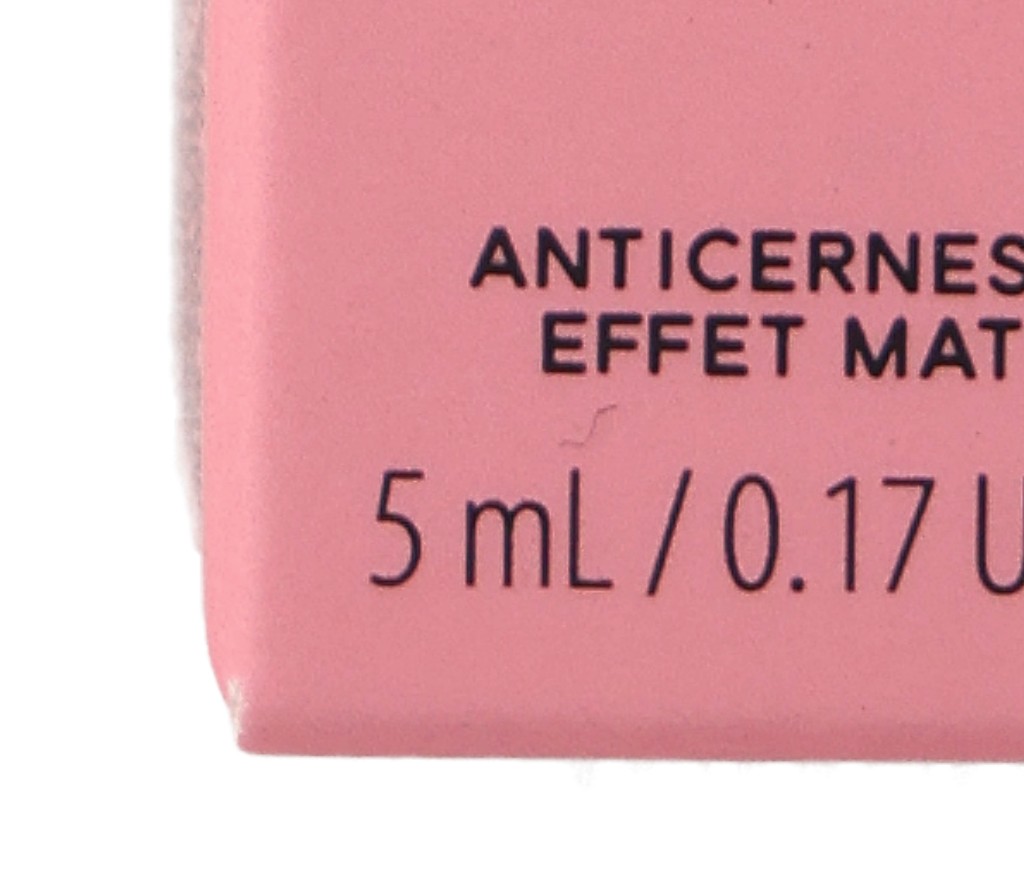 ANTICERNES
EFFET MAT
5 mL / 0.17 U